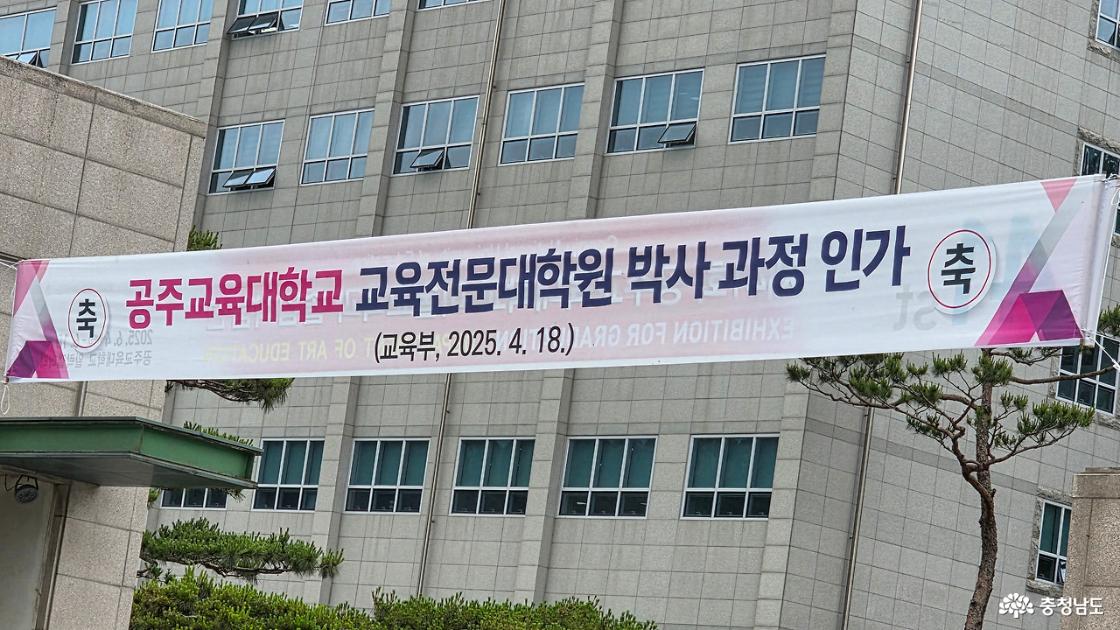 축 공주교육대학교 교육전문대학원 박사 과정 인가 축
(교육부, 2025. 4. 18.)
충청남도